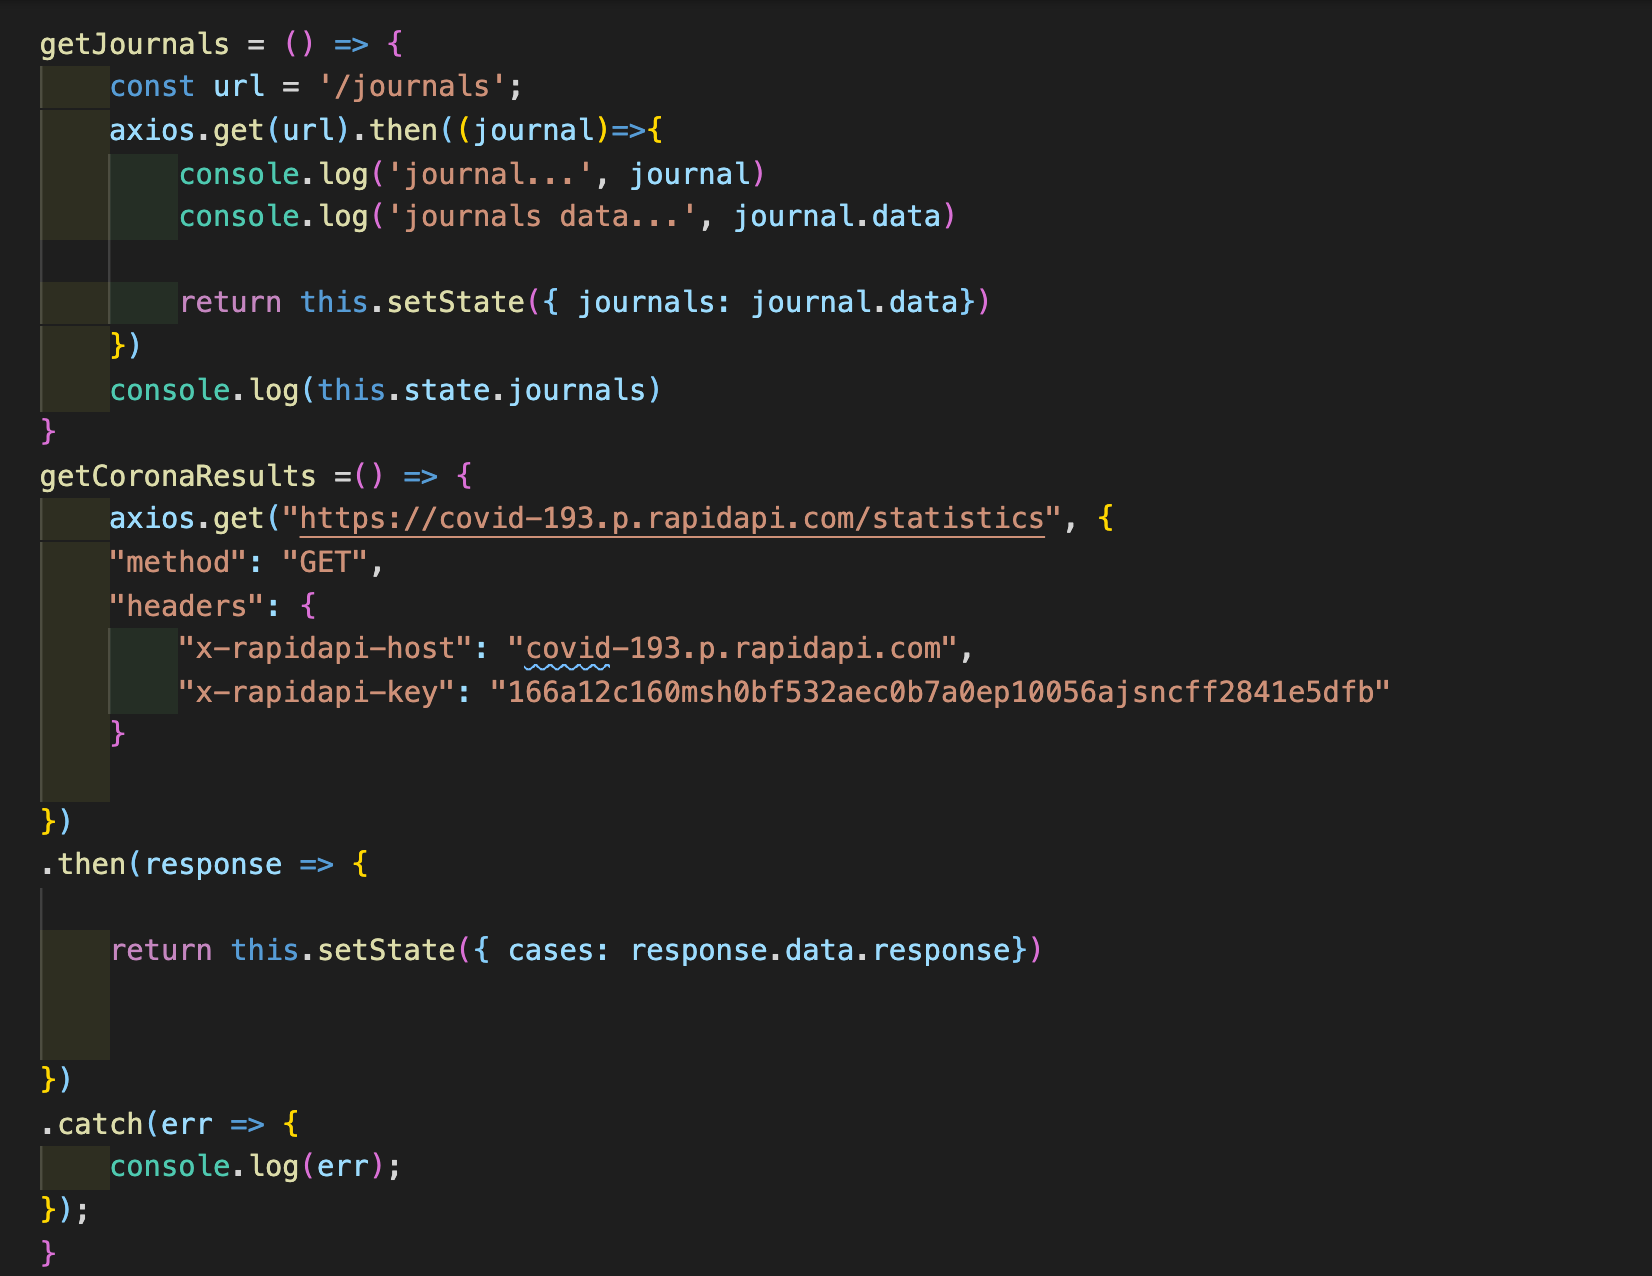 getJournals = () => {
const url = '/journals';
axios.get(url).then((journal)=>{
console.log('journal...', journal)
console.log('journals data...', journal.data)
return this.setState({ journals: journal.data})
})
console.log(this.state.journals)
}
getCoronaResults =() => {
axios.get("https://covid-193.p.rapidapi.com/statistics", {
"method": "GET",
"headers": {
"x-rapidapi-host": "covid-193.p.rapidapi.com",
"x-rapidapi-key": "166a12c160msh0bf532aec0b7a0ep10056ajsncff2841e5dfb"
}
})
.then(response => {
return this.setState({ cases: response.data.response})
})
.catch(err => {
console.log(err);
});
}